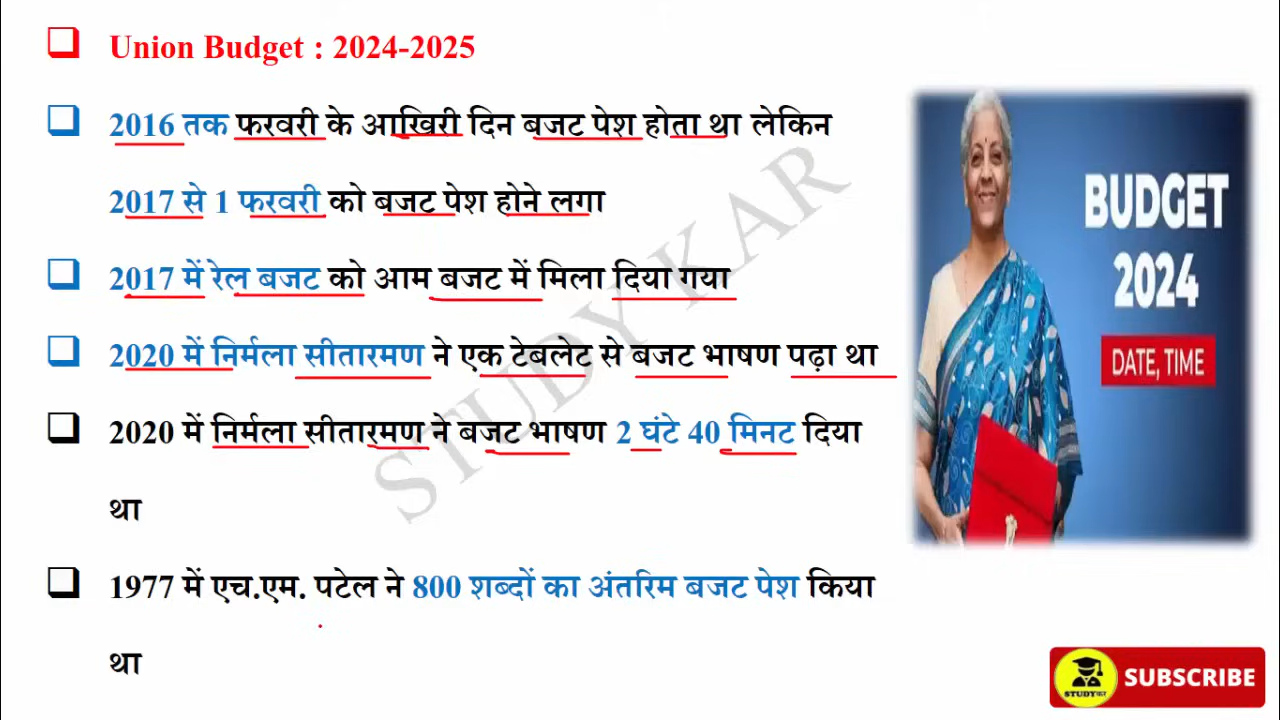 Union Budget : 2024-2025
2016 तक फरवरी के आखिरी दिन बजट पेश होता था लेकिन
2017 से 1 फरवरी को बजट पेश होने लगा
2017 में रेल बजट को आम बजट में मिला दिया गया
2020 में निर्मला सीतारमण ने एक टेबलेट से बजट भाषण पढ़ा था
2020 में निर्मला सीतारमण ने बजट भाषण 2 घंटे 40 मिनट दिया
था
1977 में एच.एम. पटेल ने 800 शब्दों का अंतरिम बजट पेश किया
था
STUDY KAR
BUDGET
2024
DATE, TIME
STUDYकर
SUBSCRIBE